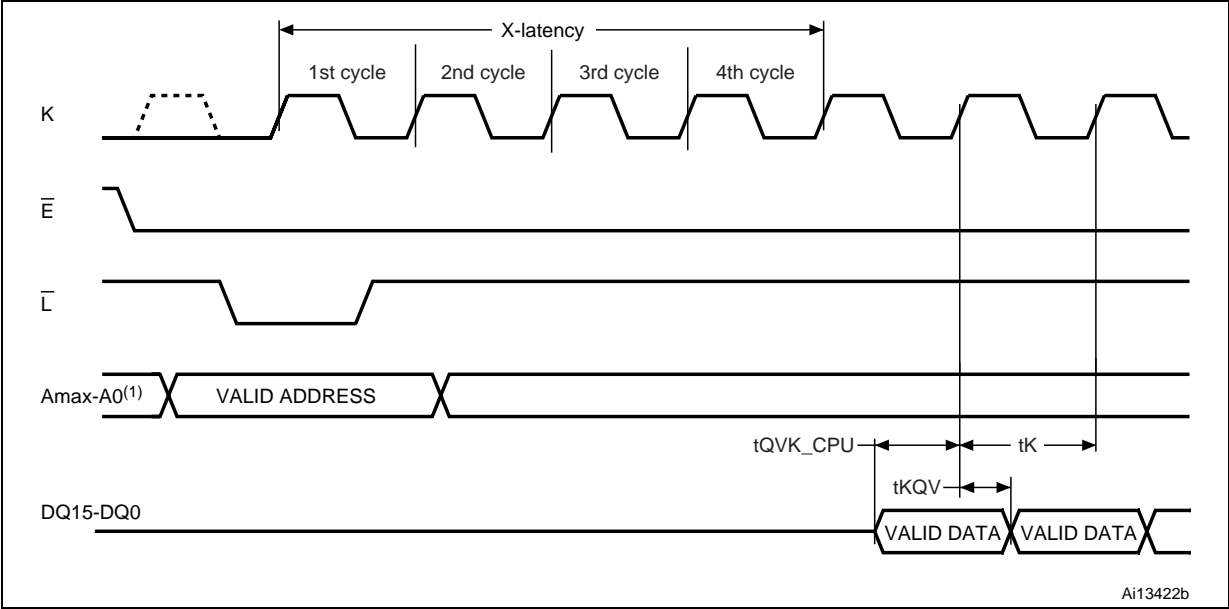 X-latency
1st cycle 2nd cycle 3rd cycle 4th cycle
K
E̅
L̅
Amax-A0(1) VALID ADDRESS
tQVK_CPU tK
tKQV
DQ15-DQ0
VALID DATA VALID DATA
Ai13422b